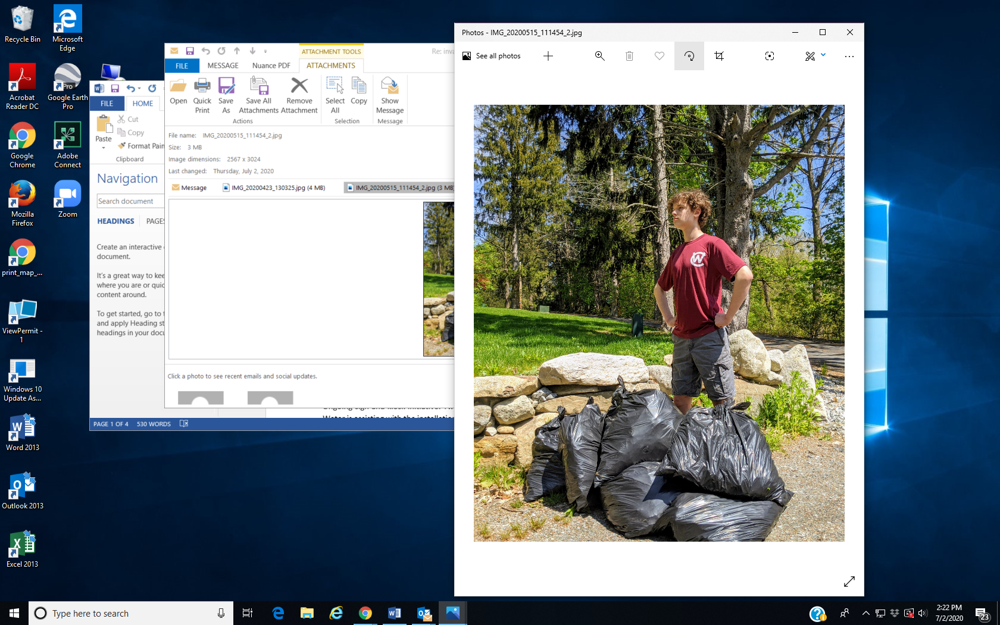 Recycle Bin
Microsoft
Edge
Acrobat
Reader DC
Google Earth
Pro
Google
Chrome
Adobe
Connect
Mozilla
Firefox
Zoom
print_map_...
ViewPermit -
1
Windows 10
Update As...
Word 2013
Outlook 2013
Excel 2013
FILE
HOME
Paste
Cut
Copy
Format Pain
Clipboard
Navigation
Search document
HEADINGS
PAGES
Create an interactive
document.
It's a great way to kee
where you are or quic
content around.
To get started, go to t
and apply Heading st
headings in your docu
PAGE 1 OF 4
530 WORDS
ATTACHMENT TOOLS
Re: inva
FILE
MESSAGE
Nuance PDF
ATTACHMENTS
Open
Quick
Print
Save
As
Save All
Attachments
Remove
Attachment
Actions
Select
All
Copy
Selection
Show
Message
Message
File name: IMG_20200515_111454_2.jpg
Size: 3 MB
Image dimensions: 2567 x 3024
Last changed: Thursday, July 2, 2020
Message
IMG_20200423_130325.jpg (4 MB)
IMG_20200515_111454_2.jpg (3 MB)
Click a photo to see recent emails and social updates.
Water is assisting with the installation
Photos - IMG_20200515_111454_2.jpg
See all photos
W
Type here to search
2:22 PM
7/2/2020
23